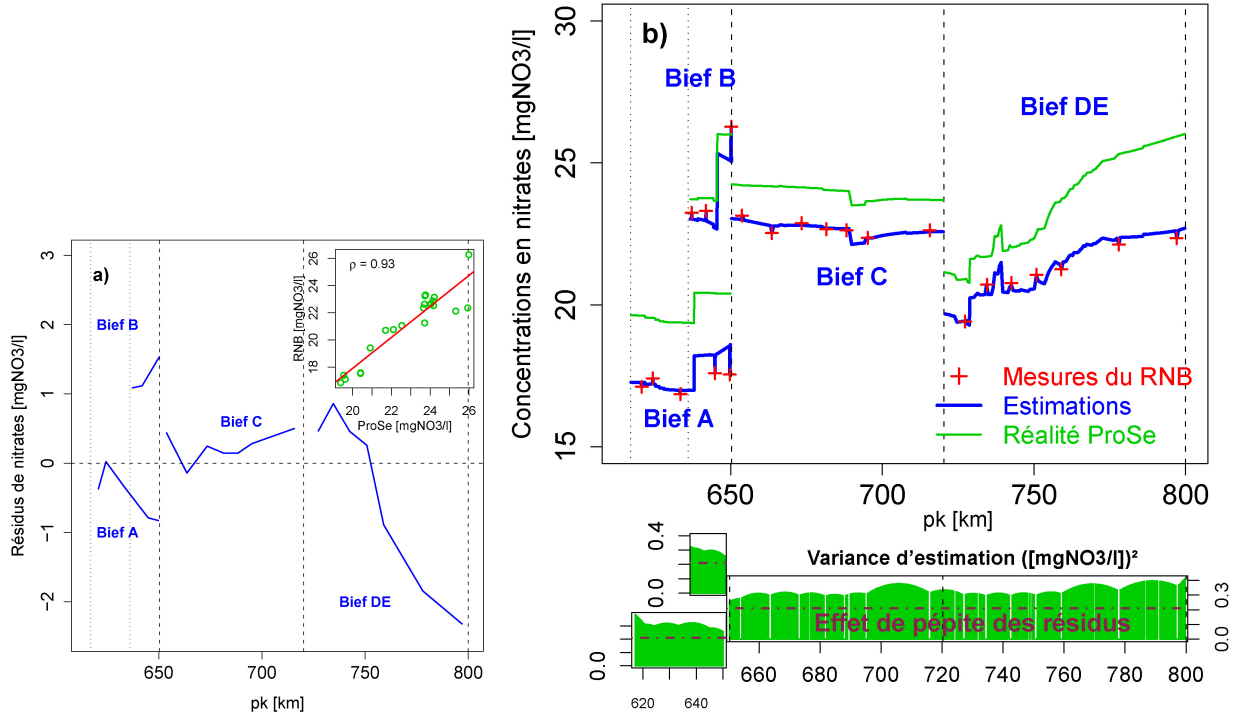 a)
Bief B
Bief A
Bief C
Bief DE
Résidus de nitrates [mgNO3/l]
3
2
1
0
−1
−2
650
700
750
800
pk [km]
ρ = 0.93
RNB [mgNO3/l]
26
24
22
20
18
20
22
24
26
ProSe [mgNO3/l]
b)
Bief B
Bief DE
Bief C
Bief A
Concentrations en nitrates [mgNO3/l]
30
25
20
15
Mesures du RNB
Estimations
Réalité ProSe
650
700
750
800
pk [km]
Variance d’estimation ([mgNO3/l])²
0.4
0.0
0.0
0.3
0.0
Effet de pépite des résidus
620
640
660
680
700
720
740
760
780
800